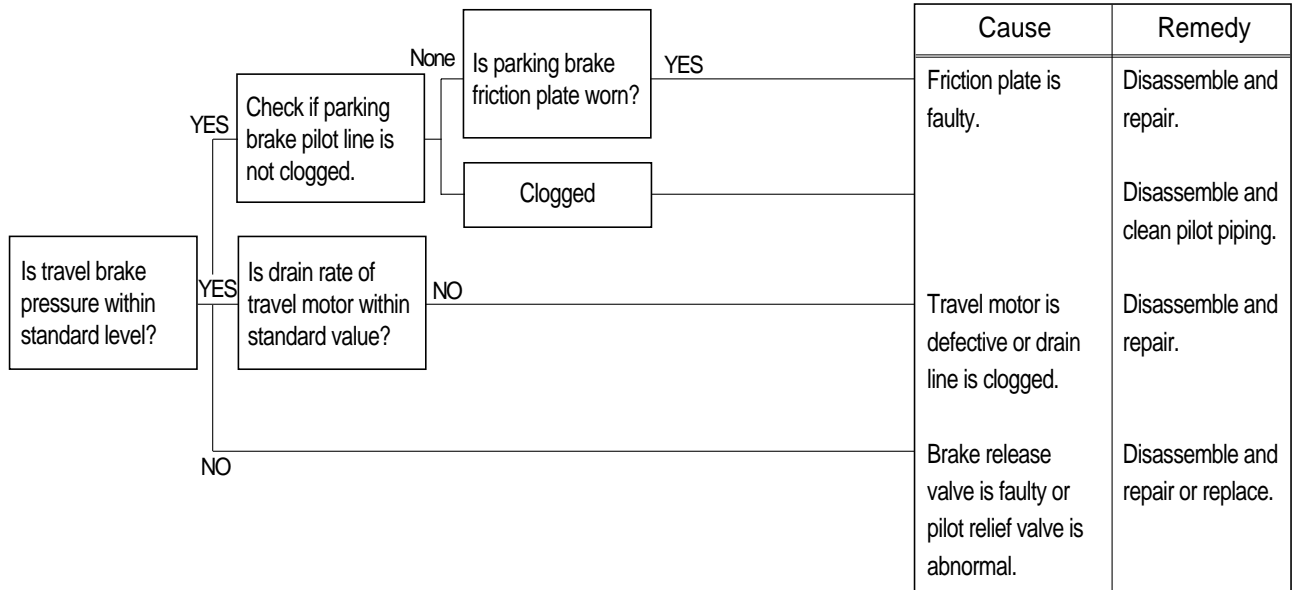 Is travel brake
pressure within
standard level?
YES
Check if parking
brake pilot line is
not clogged.
None
Is parking brake
friction plate worn?
YES
Clogged
YES
Is drain rate of
travel motor within
standard value?
NO
NO
Cause
Remedy
Friction plate is
faulty.
Disassemble and
repair.
Disassemble and
clean pilot piping.
Travel motor is
defective or drain
line is clogged.
Disassemble and
repair.
Brake release
valve is faulty or
pilot relief valve is
abnormal.
Disassemble and
repair or replace.